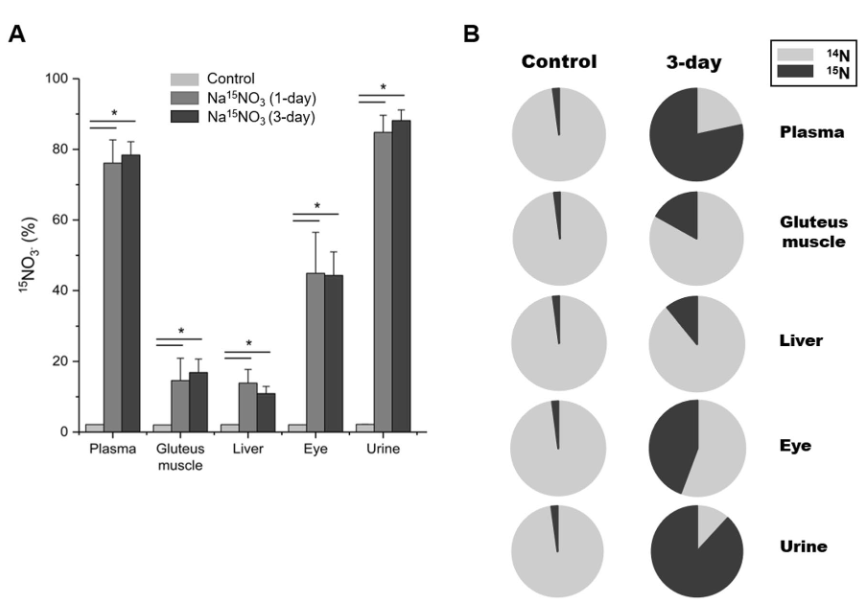 A
B
Control
Na¹⁵NO₃ (1-day)
Na¹⁵NO₃ (3-day)
¹⁵NO₃- (%)
100
80
60
40
20
0
*
*
*
*
*
Plasma
Gluteus
muscle
Liver
Eye
Urine
Control
3-day
¹⁴N
¹⁵N
Plasma
Gluteus
muscle
Liver
Eye
Urine